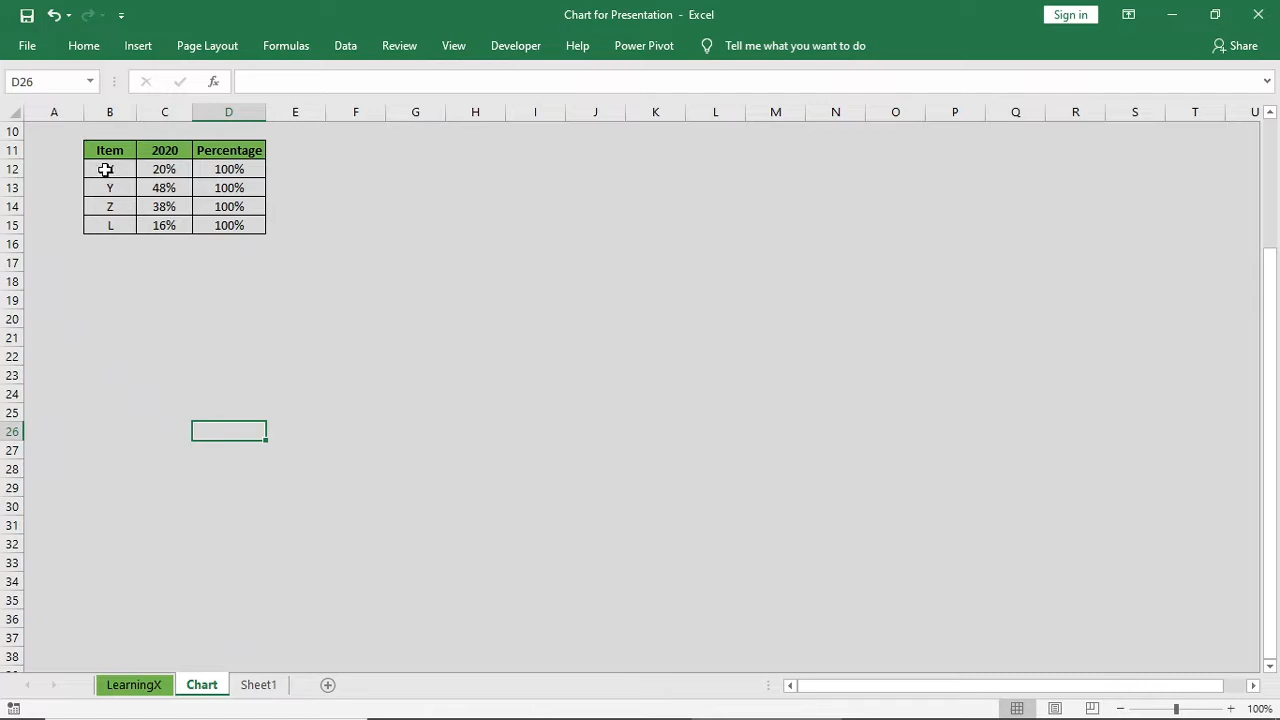 Chart for Presentation - Excel
Sign in
File Home Insert Page Layout Formulas Data Review View Developer Help Power Pivot Tell me what you want to do Share
D26 fx
A B C D E F G H I J K L M N O P Q R S T U
10
11 Item 2020 Percentage
12 20% 100%
13 Y 48% 100%
14 Z 38% 100%
15 L 16% 100%
16
17
18
19
20
21
22
23
24
25
26
27
28
29
30
31
32
33
34
35
36
37
38
LearningX Chart Sheet1
100%